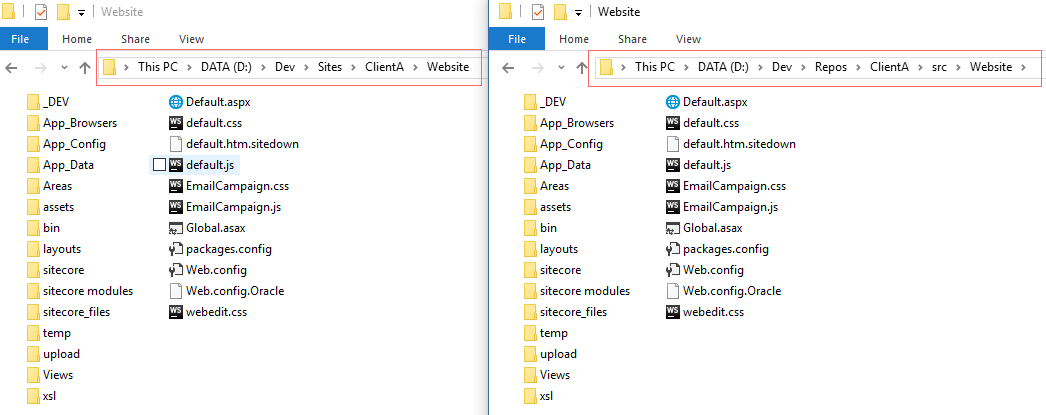 Website
File Home Share View
This PC > DATA (D:) > Dev > Sites > ClientA > Website
_DEV
App_Browsers
App_Config
App_Data
Areas
assets
bin
layouts
sitecore
sitecore modules
sitecore_files
temp
upload
Views
xsl
Default.aspx
default.css
default.htm.sitedown
default.js
EmailCampaign.css
EmailCampaign.js
Global.asax
packages.config
Web.config
Web.config.Oracle
webedit.css
Website
File Home Share View
This PC > DATA (D:) > Dev > Repos > ClientA > src > Website >
_DEV
App_Browsers
App_Config
App_Data
Areas
assets
bin
layouts
sitecore
sitecore modules
sitecore_files
temp
upload
Views
xsl
Default.aspx
default.css
default.htm.sitedown
default.js
EmailCampaign.css
EmailCampaign.js
Global.asax
packages.config
Web.config
Web.config.Oracle
webedit.css